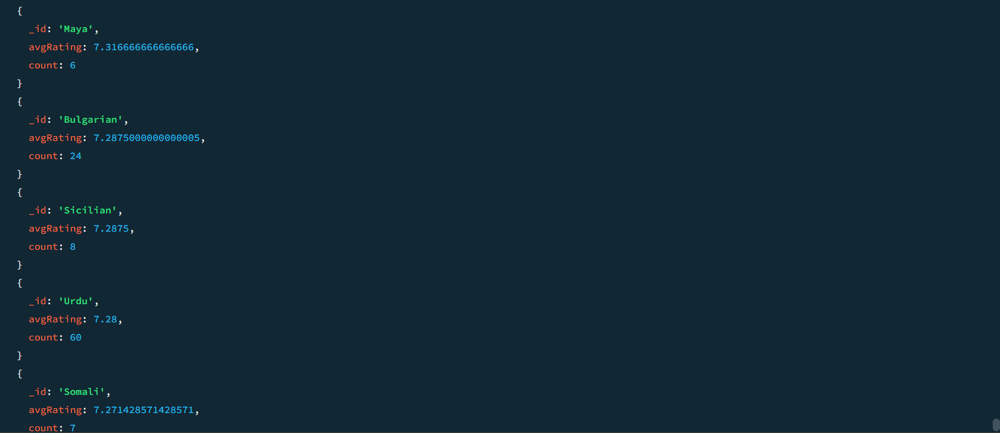 {
  _id: 'Maya',
  avgRating: 7.316666666666666,
  count: 6
}
{
  _id: 'Bulgarian',
  avgRating: 7.2875000000000005,
  count: 24
}
{
  _id: 'Sicilian',
  avgRating: 7.2875,
  count: 8
}
{
  _id: 'Urdu',
  avgRating: 7.28,
  count: 60
}
{
  _id: 'Somali',
  avgRating: 7.271428571428571,
  count: 7